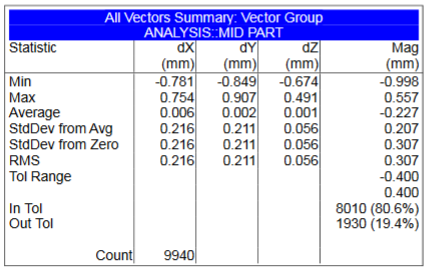 All Vectors Summary: Vector Group
ANALYSIS::MID PART
Statistic dX dY dZ Mag
(mm) (mm) (mm) (mm)
Min -0.781 -0.849 -0.674 -0.998
Max 0.754 0.907 0.491 0.557
Average 0.006 0.002 0.001 -0.227
StdDev from Avg 0.216 0.211 0.056 0.207
StdDev from Zero 0.216 0.211 0.056 0.307
RMS 0.216 0.211 0.056 0.307
Tol Range -0.400
0.400
In Tol 8010 (80.6%)
Out Tol 1930 (19.4%)
Count 9940